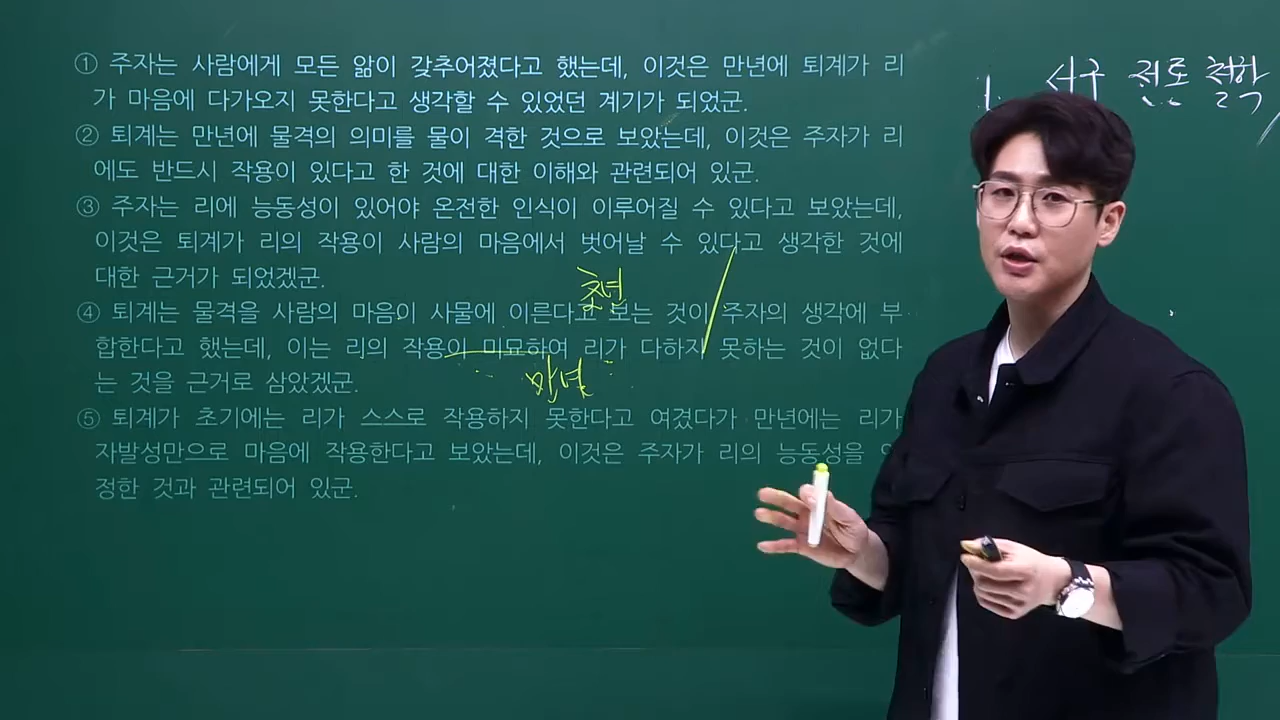 ① 주자는 사람에게 모든 앎이 갖추어졌다고 했는데, 이것은 만년에 퇴계가 리
가 마음에 다가오지 못한다고 생각할 수 있었던 계기가 되었군.
② 퇴계는 만년에 물격의 의미를 물이 격한 것으로 보았는데, 이것은 주자가 리
에도 반드시 작용이 있다고 한 것에 대한 이해와 관련되어 있군.
③ 주자는 리에 능동성이 있어야 온전한 인식이 이루어질 수 있다고 보았는데,
이것은 퇴계가 리의 작용이 사람의 마음에서 벗어날 수 있다고 생각한 것에
대한 근거가 되었겠군.
④ 퇴계는 물격을 사람의 마음이 사물에 이른다고 보는 것이 주자의 생각에 부
합한다고 했는데, 이는 리의 작용이 미묘하여 리가 다하지 못하는 것이 없다
는 것을 근거로 삼았겠군.
⑤ 퇴계가 초기에는 리가 스스로 작용하지 못한다고 여겼다가 만년에는 리가
자발성만으로 마음에 작용한다고 보았는데, 이것은 주자가 리의 능동성을
정한 것과 관련되어 있군.
만년
1. 서구 전통 철학